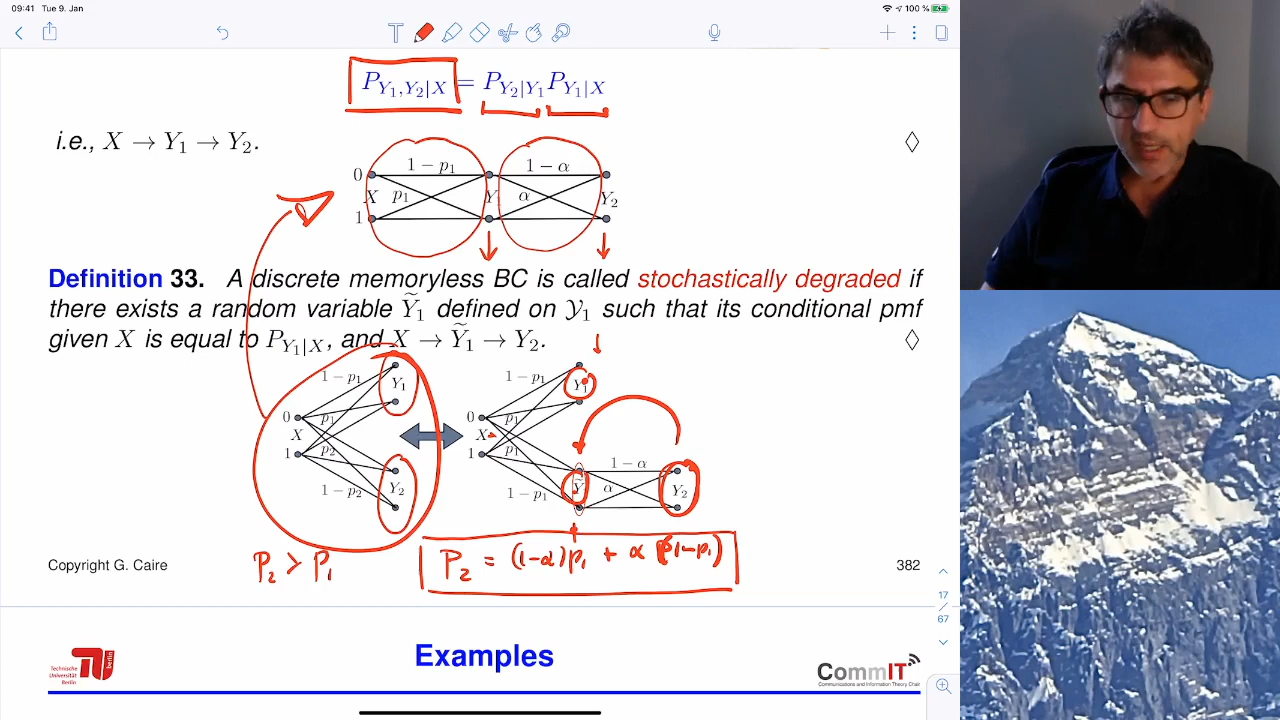 09:41 Tue 9. Jan
100 %
P_{Y_1,Y_2|X} = P_{Y_2|Y_1} P_{Y_1|X}
i.e., X → Y_1 → Y_2. ◇
1 − p_1 1 − α
0
X p_1 Y α Y_2
1
Definition 33. A discrete memoryless BC is called stochastically degraded if
there exists a random variable Ỹ_1 defined on 𝒴_1 such that its conditional pmf
given X is equal to P_{Y_1|X}, and X → Ỹ_1 → Y_2. ◇
1 − p_1 Y_1 1 − p_1 Y_1
0 p_1 0 p_1
X X
1 p_2 1 p_1 1 − α
1 − p_2 Y_2 1 − p_1 Ỹ α Y_2
P_2 > P_1
P_2 = (1-α)p_1 + α (1-p_1)
Copyright G. Caire 382
17
/
67
Examples
Technische
Universität
Berlin
berlin
CommIT
Communications and Information Theory Chair